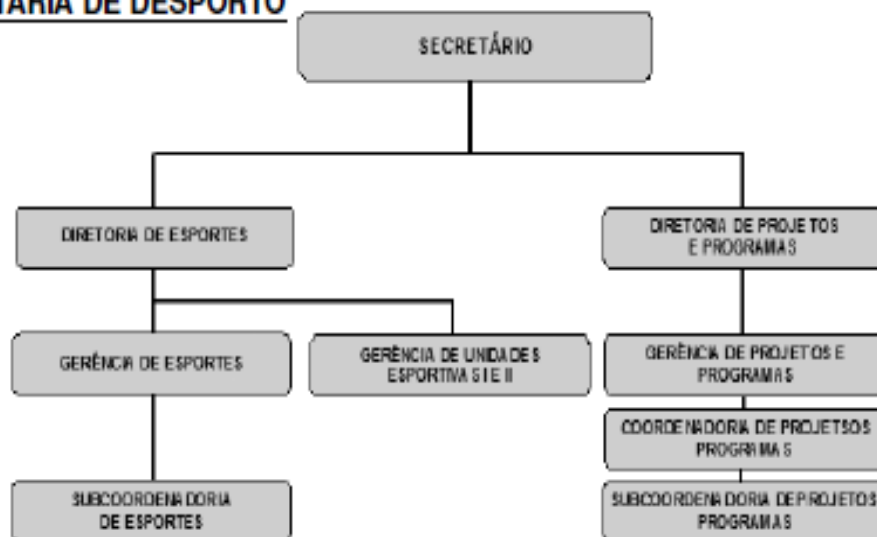 TARIA DE DESPORTO
SECRETÁRIO
DIRETORIA DE ESPORTES
DIRETORIA DE PROJETOS
E PROGRAMAS
GERÊNCIA DE ESPORTES
GERÊNCIA DE UNIDADES
ESPORTIVAS I E II
GERÊNCIA DE PROJETOS E
PROGRAMAS
COORDENADORIA DE PROJETSOS
PROGRAMAS
SUBCOORDENADORIA
DE ESPORTES
SUBCOORDENADORIA DE PROJETOS
PROGRAMAS